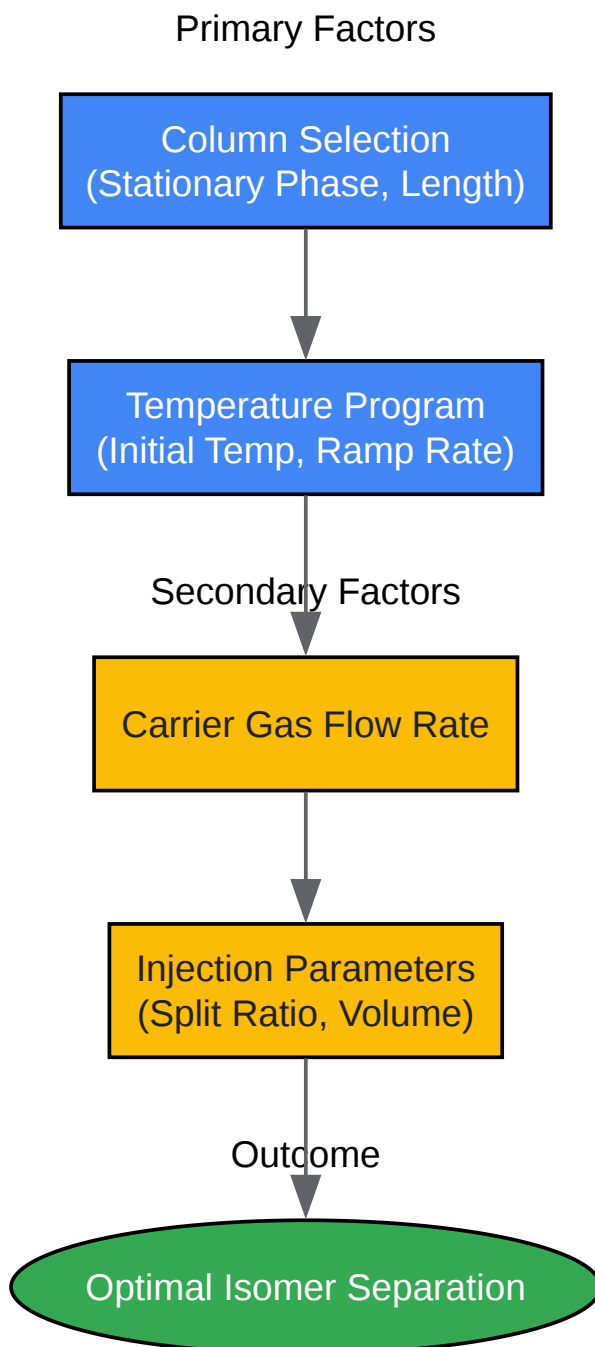 Primary Factors
Column Selection
(Stationary Phase, Length)
Temperature Program
(Initial Temp, Ramp Rate)
Secondary Factors
Carrier Gas Flow Rate
Injection Parameters
(Split Ratio, Volume)
Outcome
Optimal Isomer Separation